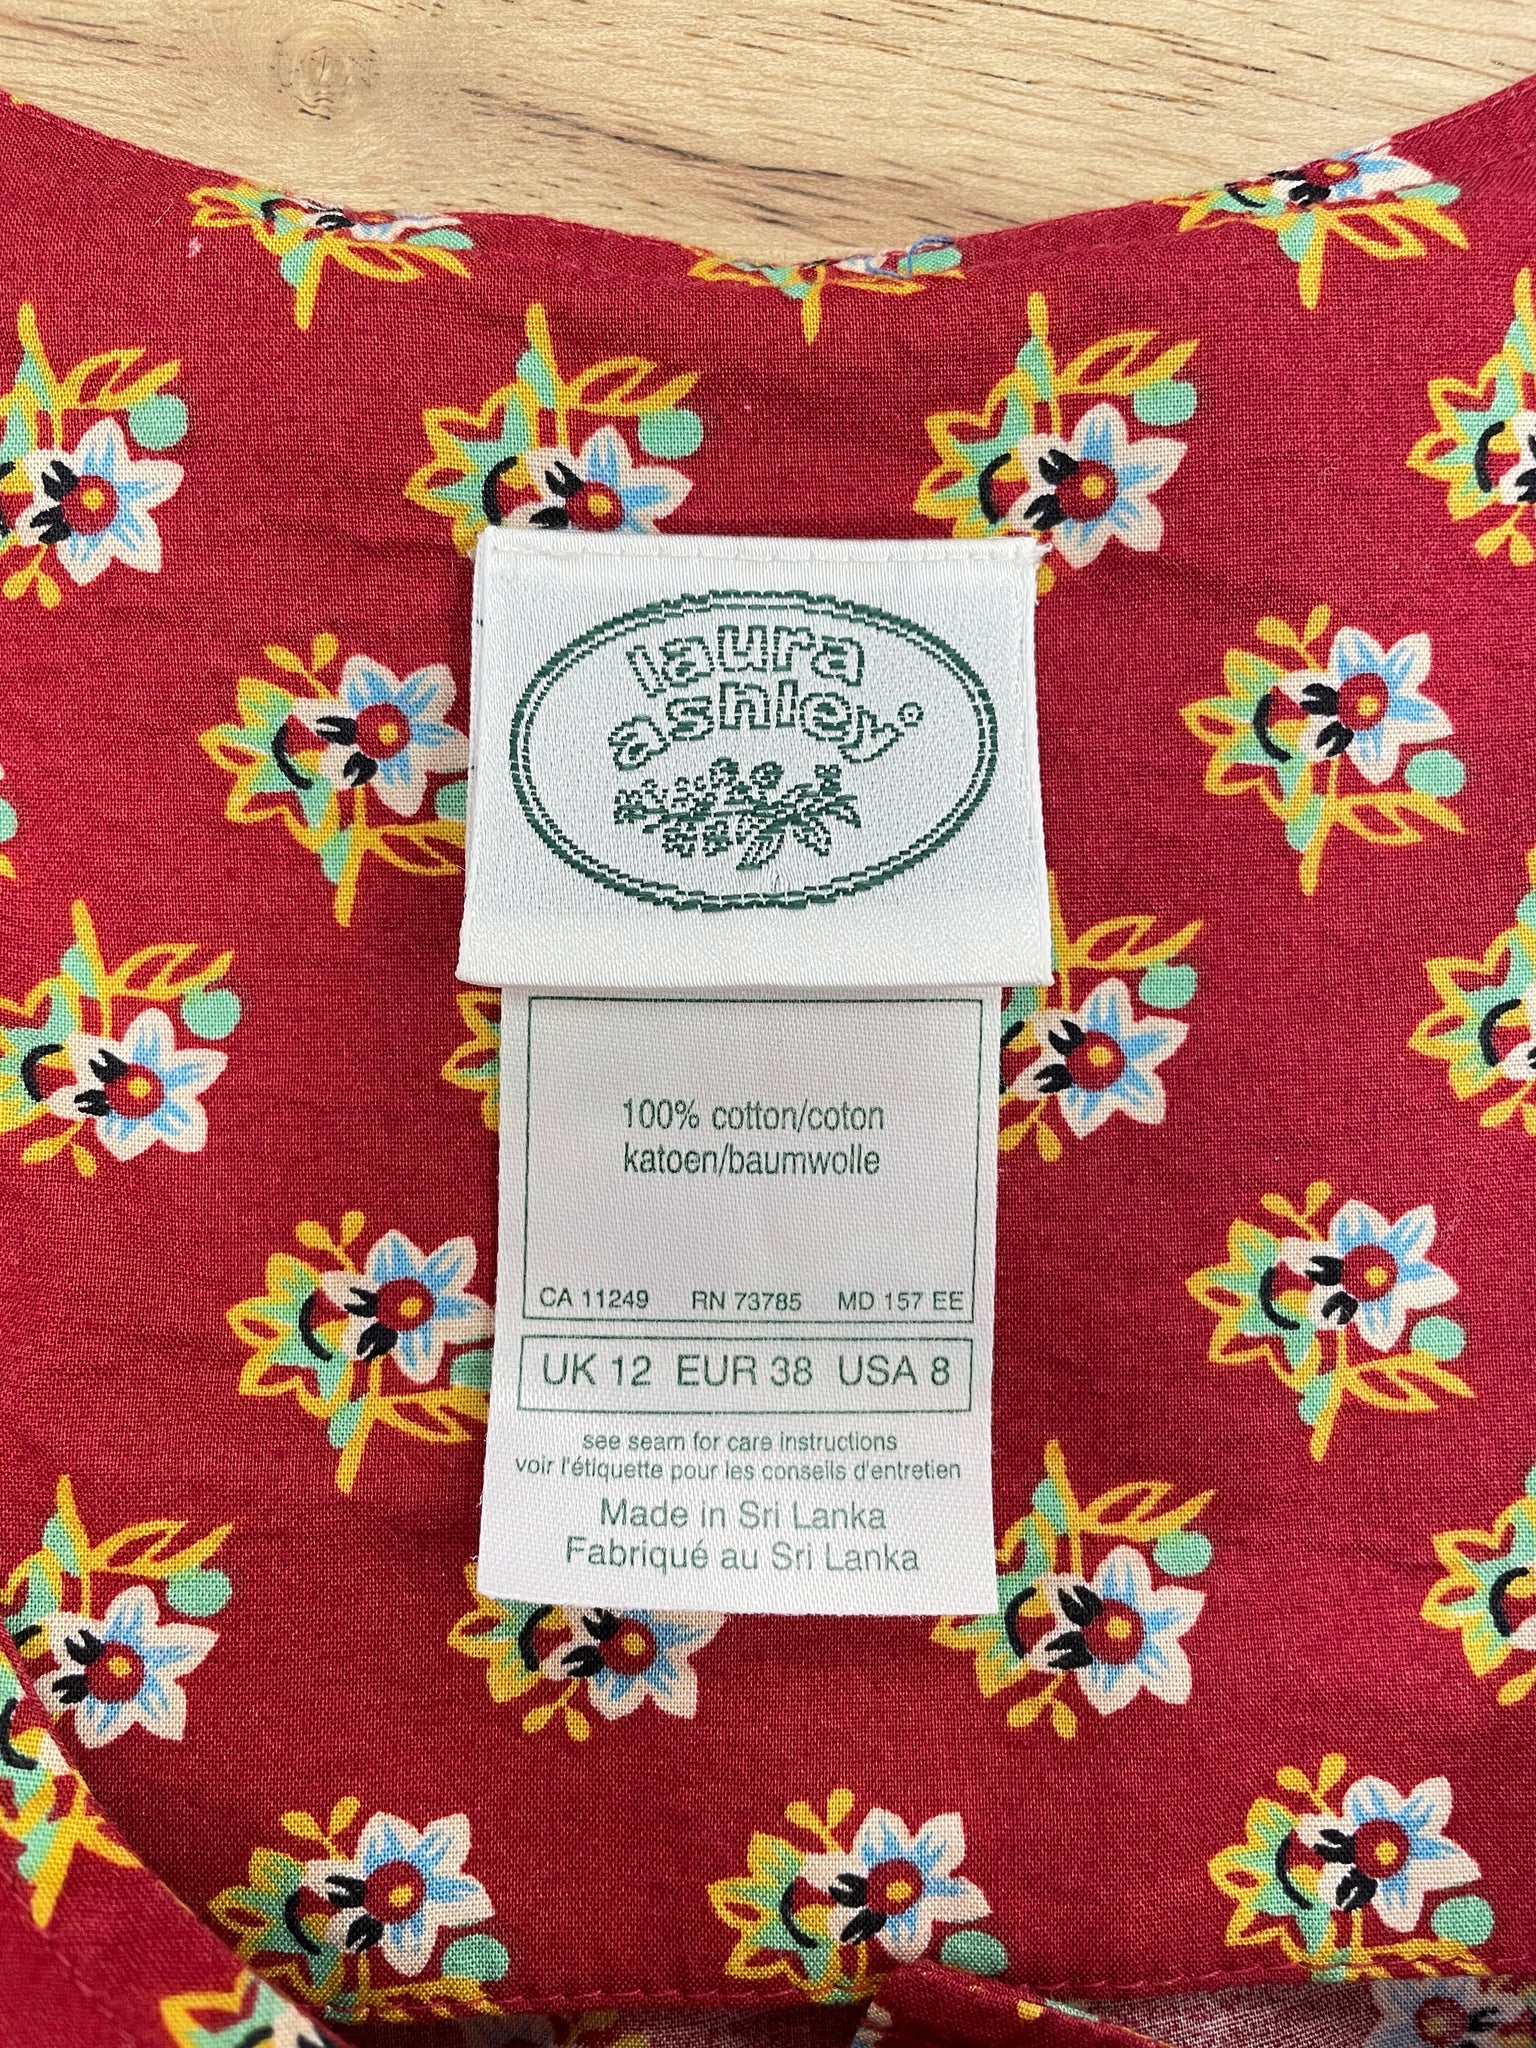 laura
ashley®
100% cotton/coton
katoen/baumwolle
CA 11249 RN 73785 MD 157 EE
UK 12 EUR 38 USA 8
see seam for care instructions
voir l'étiquette pour les conseils d'entretien
Made in Sri Lanka
Fabriqué au Sri Lanka